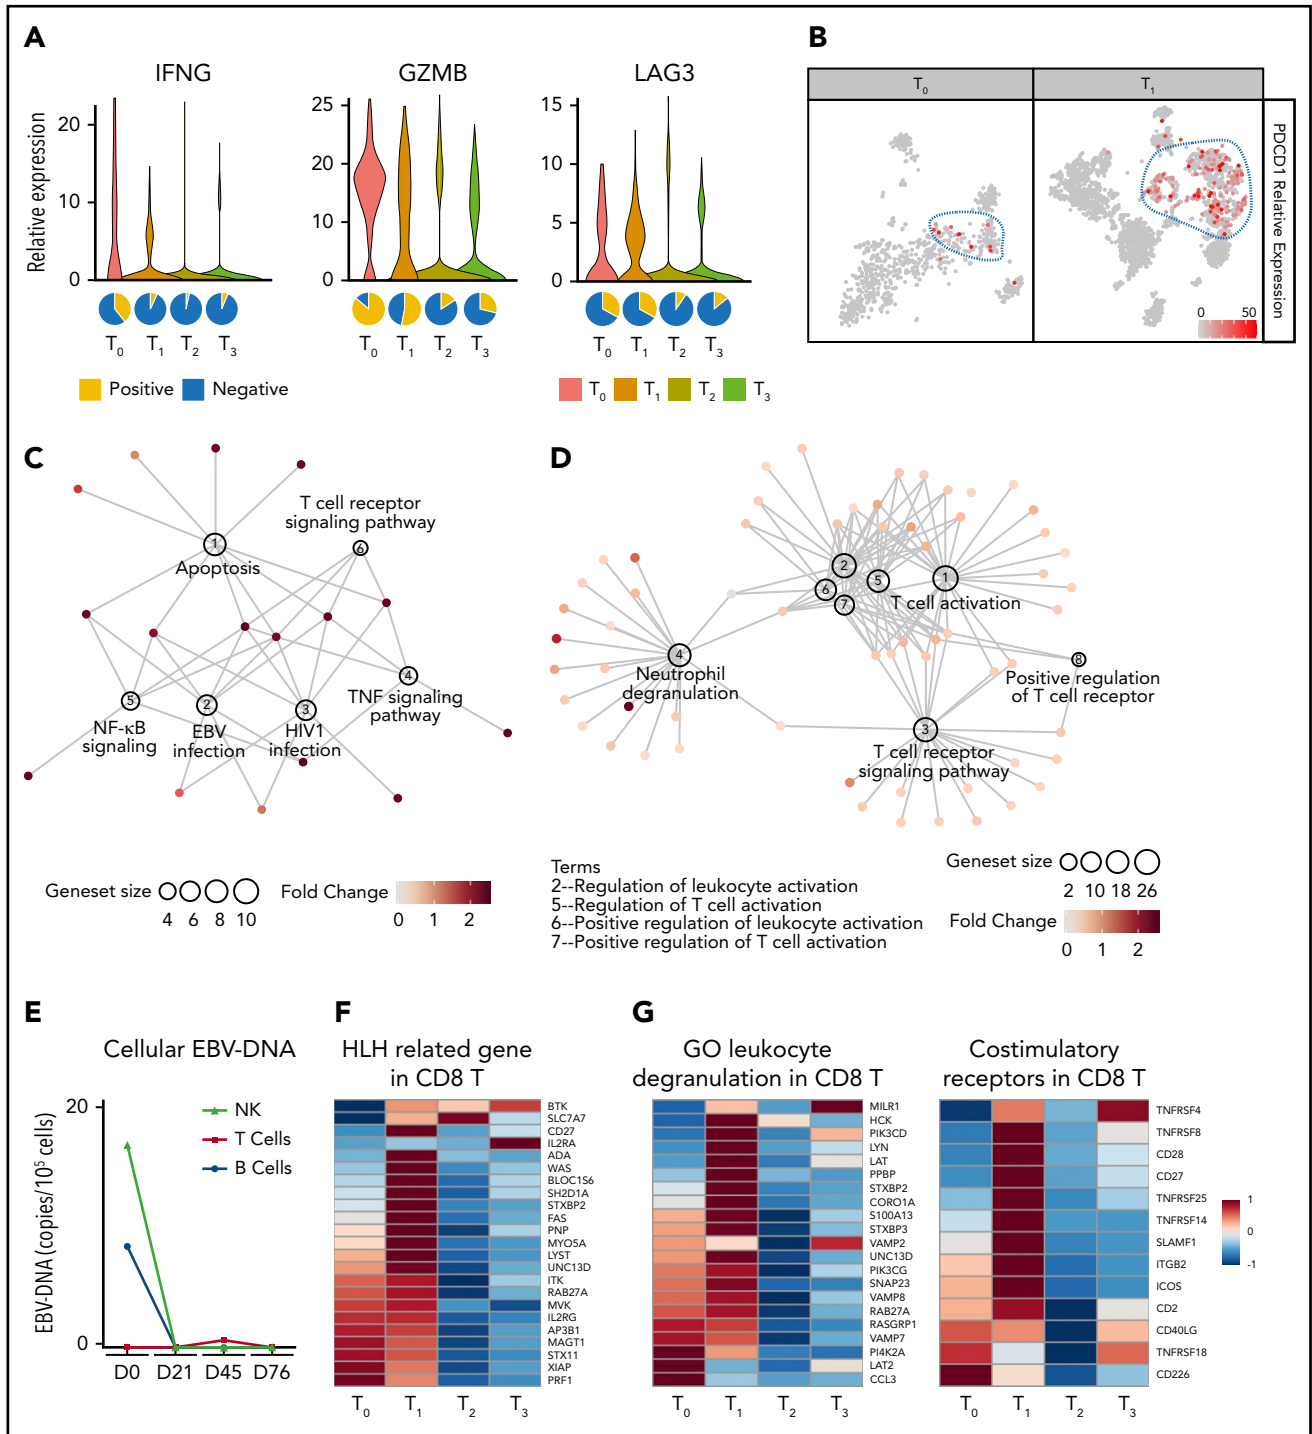 A
IFNG
GZMB
LAG3
Relative expression
20
10
0
25
20
10
0
15
10
5
0
T0
T1
T2
T3
T0
T1
T2
T3
T0
T1
T2
T3
Positive
Negative
T0
T1
T2
T3
B
T0
T1
PDCD1 Relative Expression
0
50
C
T cell receptor
signaling pathway
1
6
Apoptosis
5
2
3
4
TNF signaling
pathway
NF-κB
signaling
EBV
infection
HIV1
infection
Geneset size
4 6 8 10
Fold Change
0 1 2
D
2
5
6
7
1
T cell activation
4
Neutrophil
degranulation
8
Positive regulation
of T cell receptor
3
T cell receptor
signaling pathway
Terms
2--Regulation of leukocyte activation
5--Regulation of T cell activation
6--Positive regulation of leukocyte activation
7--Positive regulation of T cell activation
Geneset size
2 10 18 26
Fold Change
0 1 2
E
Cellular EBV-DNA
EBV-DNA (copies/10⁵ cells)
20
0
NK
T Cells
B Cells
D0 D21 D45 D76
F
HLH related gene
in CD8 T
BTK
SLC7A7
CD27
IL2RA
ADA
WAS
BLOC1S6
SH2D1A
STXBP2
FAS
PNP
MYO5A
LYST
UNC13D
ITK
RAB27A
MVK
IL2RG
AP3B1
MAGT1
STX11
XIAP
PRF1
T0 T1 T2 T3
G
GO leukocyte
degranulation in CD8 T
MILR1
HCK
PIK3CD
LYN
LAT
PPBP
STXBP2
CORO1A
S100A13
STXBP3
VAMP2
UNC13D
PIK3CG
SNAP23
VAMP8
RAB27A
RASGRP1
VAMP7
PI4K2A
LAT2
CCL3
T0 T1 T2 T3
Costimulatory
receptors in CD8 T
TNFRSF4
TNFRSF8
CD28
CD27
TNFRSF25
TNFRSF14
SLAMF1
ITGB2
ICOS
CD2
CD40LG
TNFRSF18
CD226
T0 T1 T2 T3
1
0
-1